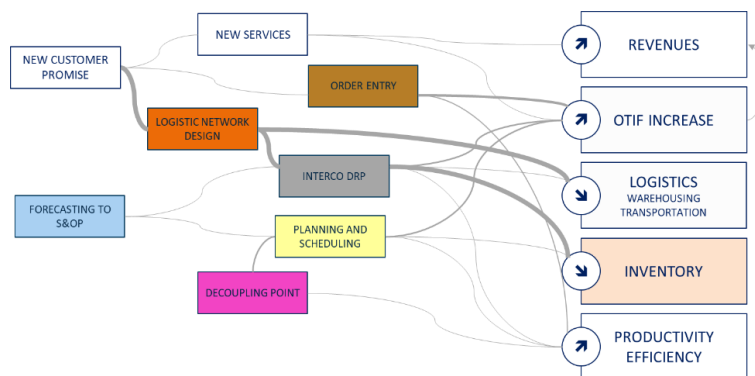 NEW SERVICES
REVENUES
NEW CUSTOMER
PROMISE
ORDER ENTRY
OTIF INCREASE
LOGISTIC NETWORK
DESIGN
INTERCO DRP
LOGISTICS
WAREHOUSING
TRANSPORTATION
FORECASTING TO
S&OP
PLANNING AND
SCHEDULING
INVENTORY
DECOUPLING POINT
PRODUCTIVITY
EFFICIENCY